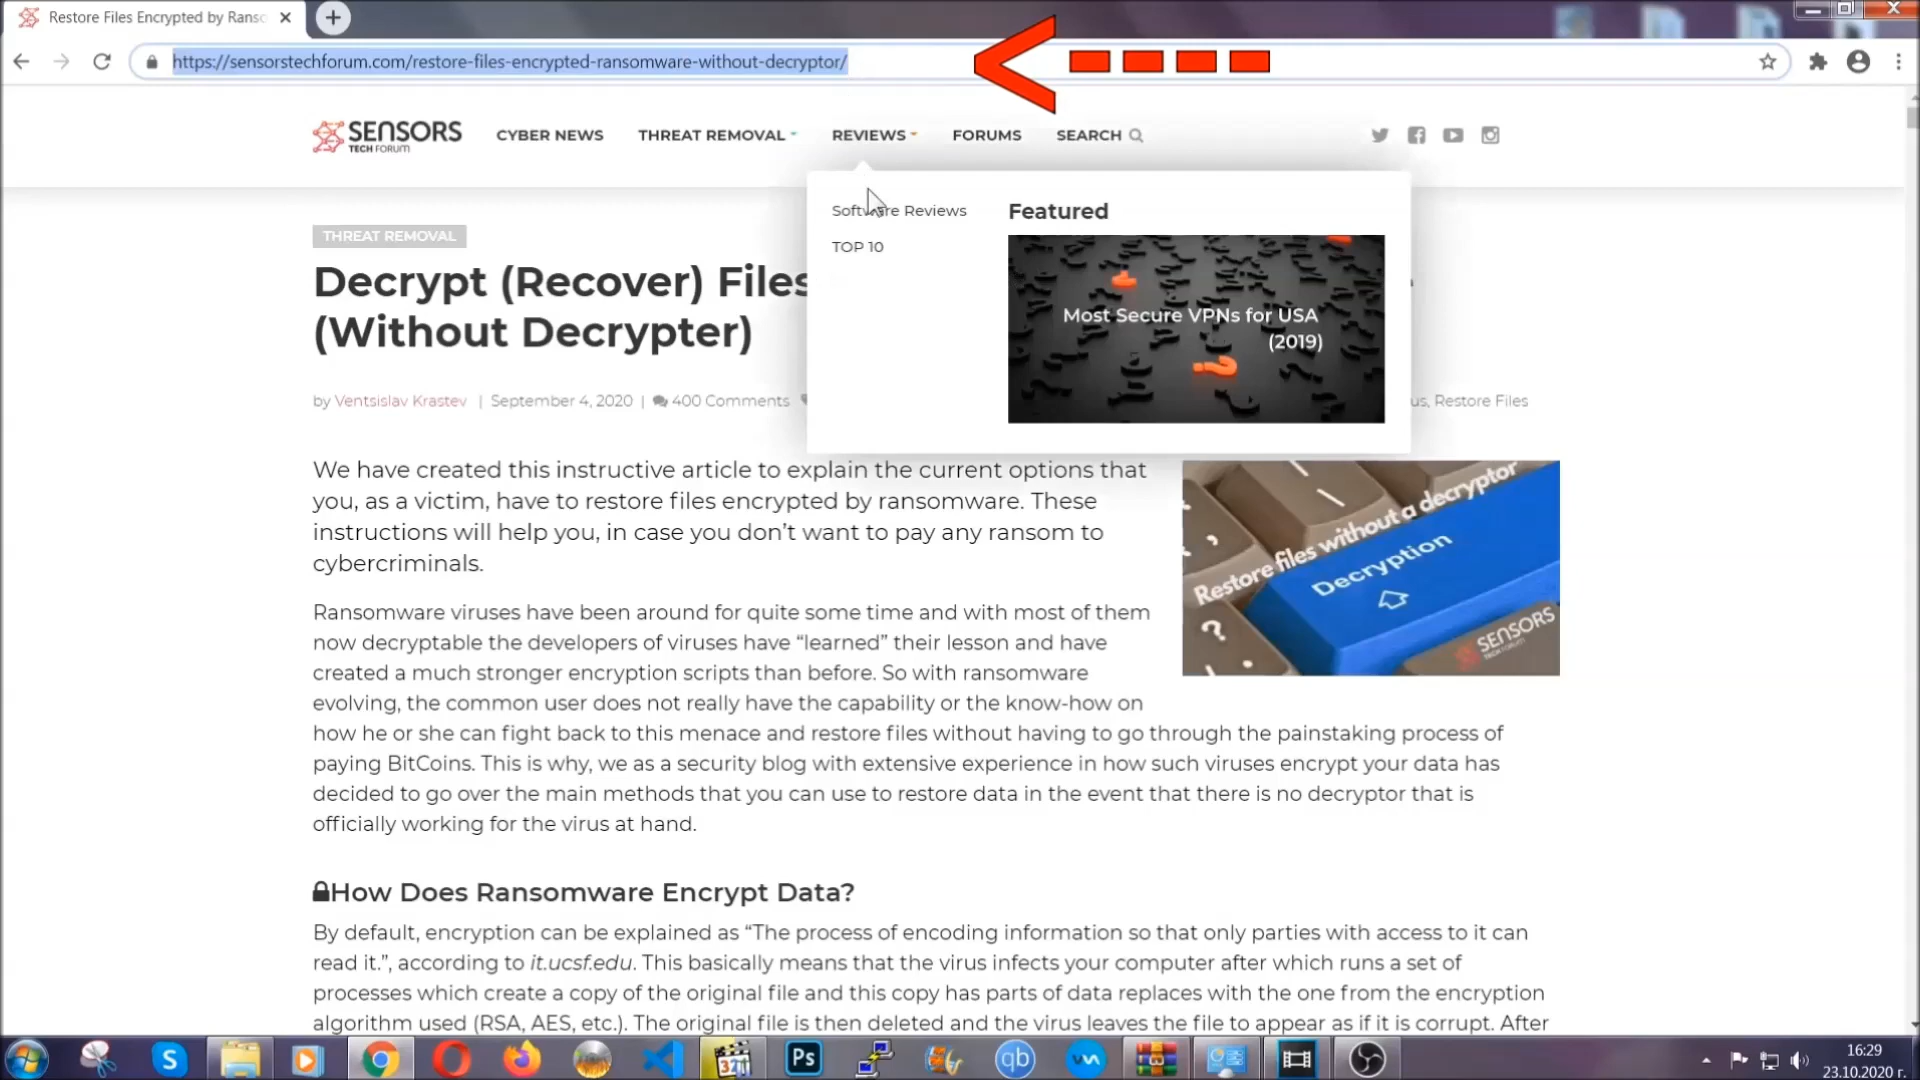 Restore Files Encrypted by Ranso
https://sensorstechforum.com/restore-files-encrypted-ransomware-without-decryptor/
SENSORS
TECH FORUM
CYBER NEWS
THREAT REMOVAL
REVIEWS
FORUMS
SEARCH
Software Reviews
TOP 10
Featured
Most Secure VPNs for USA
(2019)
THREAT REMOVAL
Decrypt (Recover) Files
(Without Decrypter)
by Ventsislav Krastev | September 4, 2020 | 400 Comments
us, Restore Files
We have created this instructive article to explain the current options that
you, as a victim, have to restore files encrypted by ransomware. These
instructions will help you, in case you don't want to pay any ransom to
cybercriminals.
Restore files without a decryptor
Decryption
SENSORS
TECH FORUM
Ransomware viruses have been around for quite some time and with most of them
now decryptable the developers of viruses have “learned” their lesson and have
created a much stronger encryption scripts than before. So with ransomware
evolving, the common user does not really have the capability or the know-how on
how he or she can fight back to this menace and restore files without having to go through the painstaking process of
paying BitCoins. This is why, we as a security blog with extensive experience in how such viruses encrypt your data has
decided to go over the main methods that you can use to restore data in the event that there is no decryptor that is
officially working for the virus at hand.
How Does Ransomware Encrypt Data?
By default, encryption can be explained as “The process of encoding information so that only parties with access to it can
read it.”, according to it.ucsf.edu. This basically means that the virus infects your computer after which runs a set of
processes which create a copy of the original file and this copy has parts of data replaces with the one from the encryption
algorithm used (RSA, AES, etc.). The original file is then deleted and the virus leaves the file to appear as if it is corrupt. After
321
Ps
qb
16:29
23.10.2020 г.